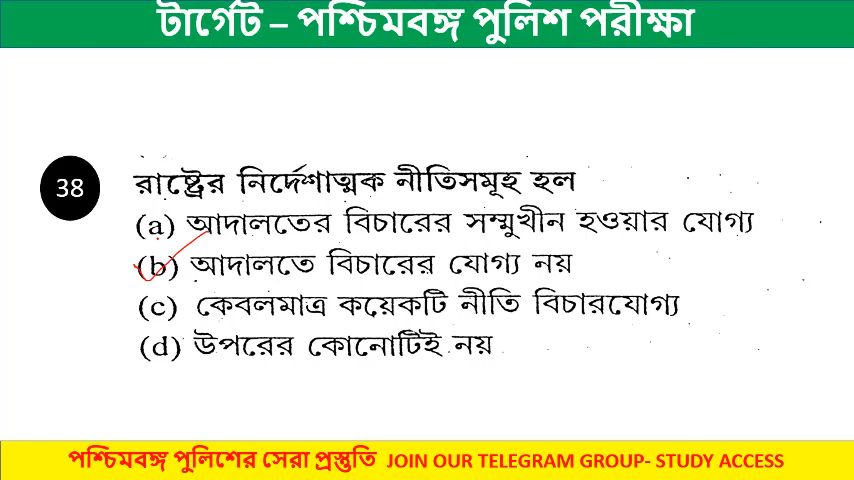 টার্গেট – পশ্চিমবঙ্গ পুলিশ পরীক্ষা
38
রাষ্ট্রের নির্দেশাত্মক নীতিসমূহ হল
(a) আদালতের বিচারের সম্মুখীন হওয়ার যোগ্য
(b) আদালতে বিচারের যোগ্য নয়
(c) কেবলমাত্র কয়েকটি নীতি বিচারযোগ্য
(d) উপরের কোনোটিই নয়
পশ্চিমবঙ্গ পুলিশের সেরা প্রস্তুতি JOIN OUR TELEGRAM GROUP- STUDY ACCESS